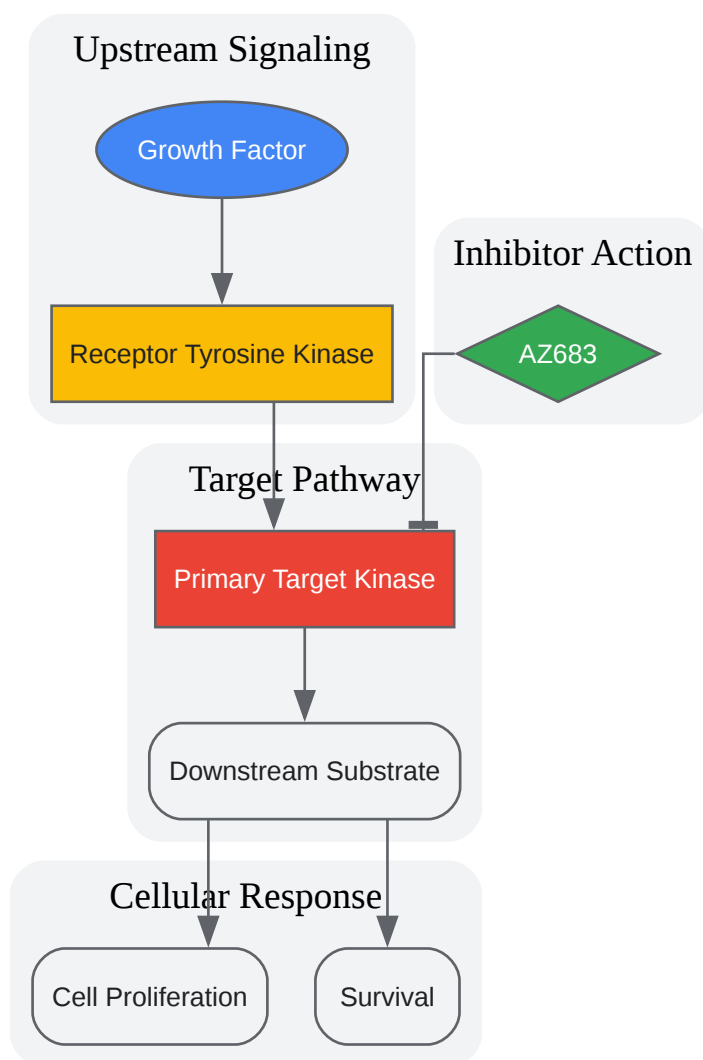 Upstream Signaling
Growth Factor
Inhibitor Action
Receptor Tyrosine Kinase
AZ683
Target Pathway
Primary Target Kinase
Downstream Substrate
Cellular Response
Cell Proliferation
Survival